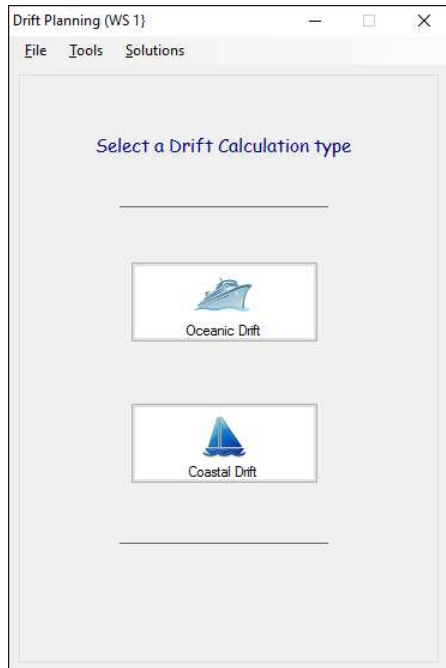 Drift Planning (WS 1}
File Tools Solutions
Select a Drift Calculation type
Oceanic Drift
Coastal Drift